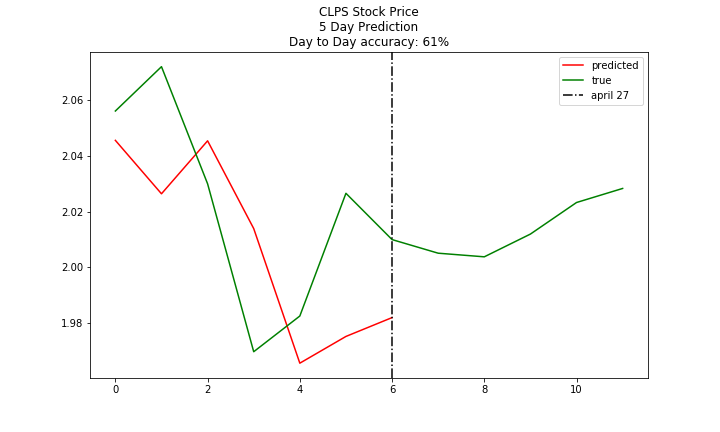 CLPS Stock Price
5 Day Prediction
Day to Day accuracy: 61%
predicted
true
april 27
2.06
2.04
2.02
2.00
1.98
0 2 4 6 8 10